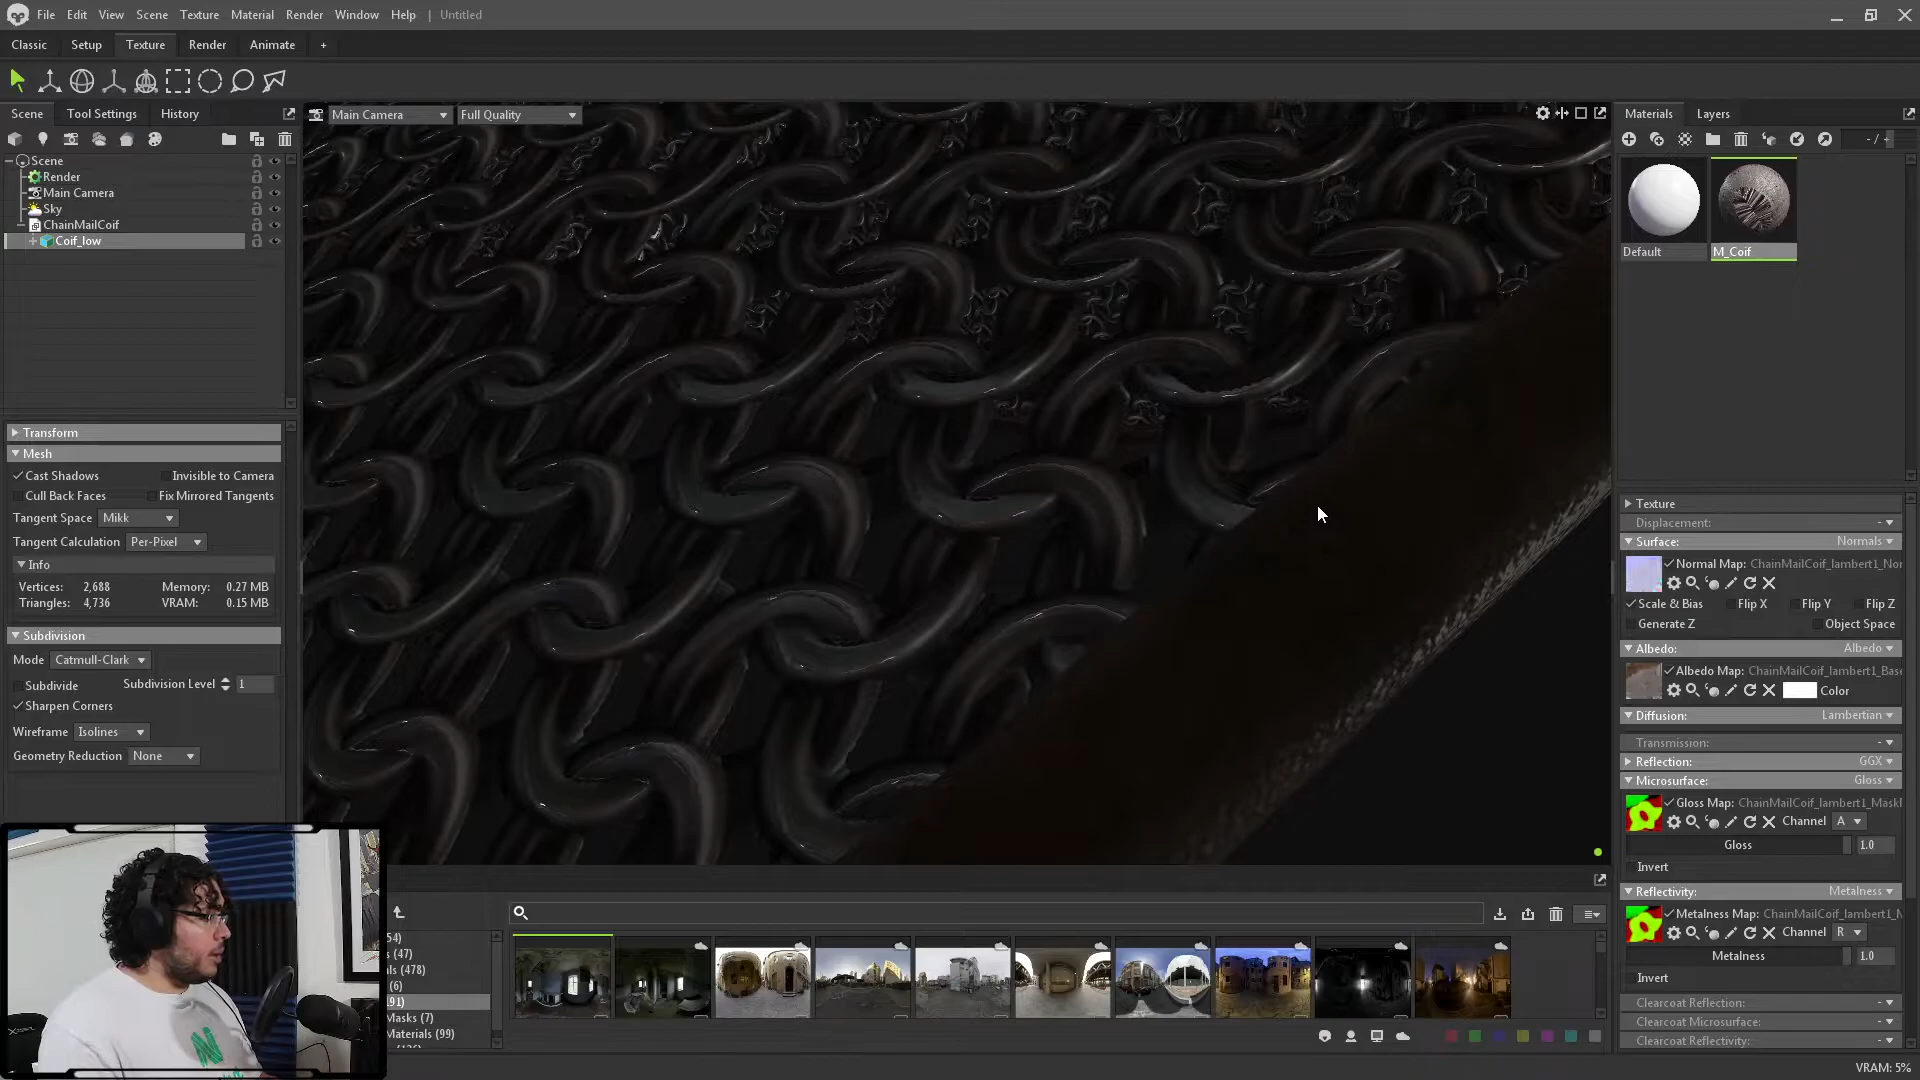 File Edit View Scene Texture Material Render Window Help | Untitled
Classic Setup Texture Render Animate +
Scene Tool Settings History
Main Camera Full Quality
Materials Layers
- /
Scene
Render
Main Camera
Sky
ChainMailCoif
Coif_low
Default M_Coif
Transform
Mesh
Cast Shadows Invisible to Camera
Cull Back Faces Fix Mirrored Tangents
Tangent Space Mikk
Tangent Calculation Per-Pixel
Info
Vertices: 2,688 Memory: 0.27 MB
Triangles: 4,736 VRAM: 0.15 MB
Subdivision
Mode Catmull-Clark
Subdivide Subdivision Level 1
Sharpen Corners
Wireframe Isolines
Geometry Reduction None
Texture
Displacement: -
Surface: Normals
Normal Map: ChainMailCoif_lambert1_Nor
Scale & Bias Flip X Flip Y Flip Z
Generate Z Object Space
Albedo: Albedo
Albedo Map: ChainMailCoif_lambert1_Base
Color
Diffusion: Lambertian
Transmission: -
Reflection: GGX
Microsurface: Gloss
Gloss Map: ChainMailCoif_lambert1_Mask
Channel A
Gloss 1.0
Invert
Reflectivity: Metalness
Metalness Map: ChainMailCoif_lambert1_
Channel R
Metalness 1.0
Invert
Clearcoat Reflection: -
Clearcoat Microsurface: -
Clearcoat Reflectivity: -
54)
s (47)
ls (478)
(6)
91)
Masks (7)
Materials (99)
VRAM: 5%